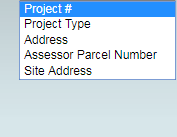 Project #
Project Type
Address
Assessor Parcel Number
Site Address